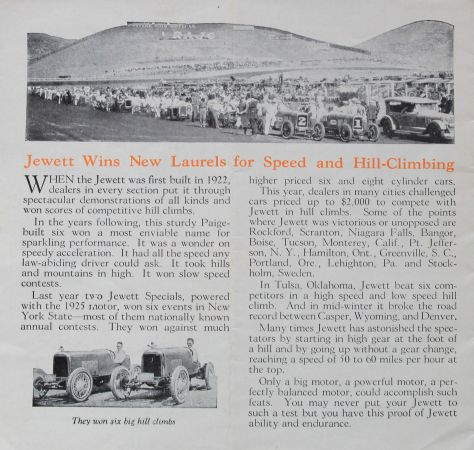 RAJO
2
1
Jewett Wins New Laurels for Speed and Hill-Climbing
WHEN the Jewett was first built in 1922,
dealers in every section put it through
spectacular demonstrations of all kinds and
won scores of competitive hill climbs.
In the years following, this sturdy Paige-
built six won a most enviable name for
sparkling performance. It was a wonder on
speedy acceleration. It had all the speed any
law-abiding driver could ask. It took hills
and mountains in high. It won slow speed
contests.
Last year two Jewett Specials, powered
with the 1925 motor, won six events in New
York State—most of them nationally known
annual contests. They won against much
They won six big hill climbs
higher priced six and eight cylinder cars.
This year, dealers in many cities challenged
cars priced up to $2,000 to compete with
Jewett in hill climbs. Some of the points
where Jewett was victorious or unopposed are
Rockford, Scranton, Niagara Falls, Bangor,
Boise, Tucson, Monterey, Calif., Pt. Jeffer-
son, N. Y., Hamilton, Ont., Greenville, S. C.,
Portland, Ore., Lehighton, Pa. and Stock-
holm, Sweden.
In Tulsa, Oklahoma, Jewett beat six com-
petitors in a high speed and low speed hill
climb. And in mid-winter it broke the road
record between Casper, Wyoming, and Denver.
Many times Jewett has astonished the spec-
tators by starting in high gear at the foot of
a hill and by going up without a gear change,
reaching a speed of 50 to 60 miles per hour at
the top.
Only a big motor, a powerful motor, a per-
fectly balanced motor, could accomplish such
feats. You may never put your Jewett to
such a test but you have this proof of Jewett
ability and endurance.